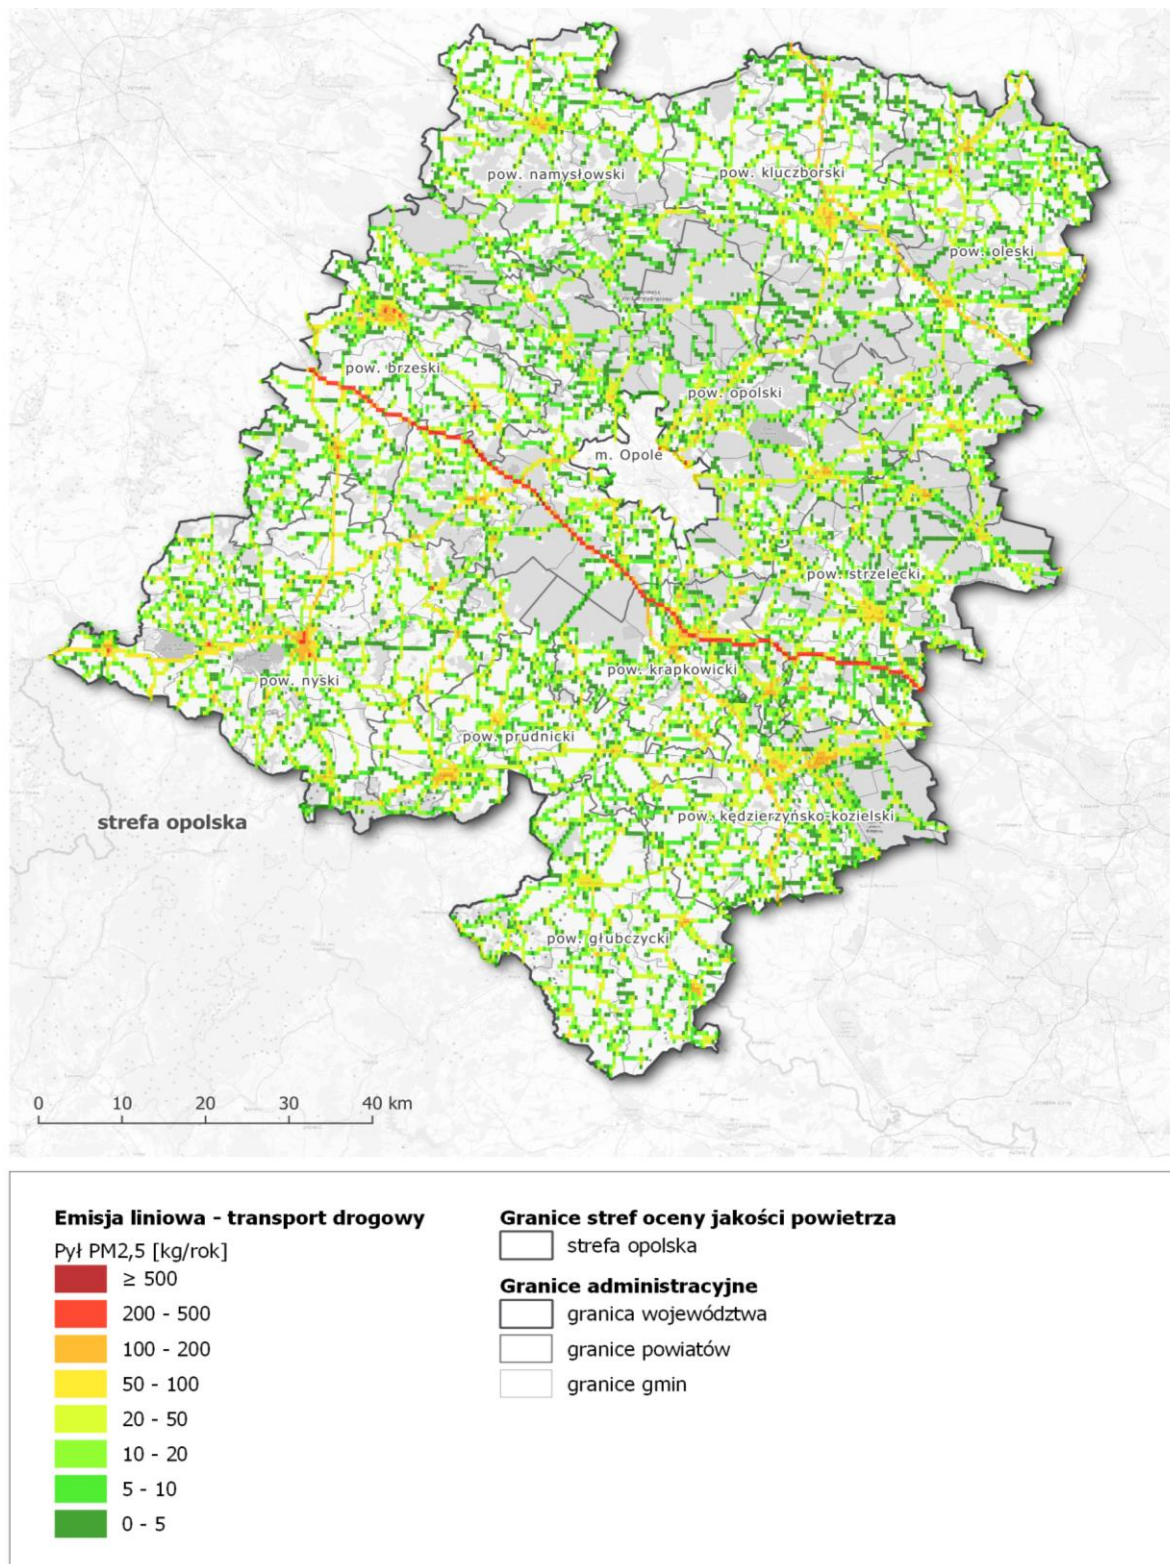 pow. namysłowski
pow. kluczborski
pow. oleski
pow. brzeski
pow. opolski
m. Opole
pow. strzelecki
pow. krapkowicki
pow. nyski
pow. prudnicki
strefa opolska
pow. kędzierzyńsko-kozielski
pow. głubczycki
0 10 20 30 40 km
Emisja liniowa - transport drogowy
Pył PM2,5 [kg/rok]
≥ 500
200 - 500
100 - 200
50 - 100
20 - 50
10 - 20
5 - 10
0 - 5
Granice stref oceny jakości powietrza
strefa opolska
Granice administracyjne
granica województwa
granice powiatów
granice gmin